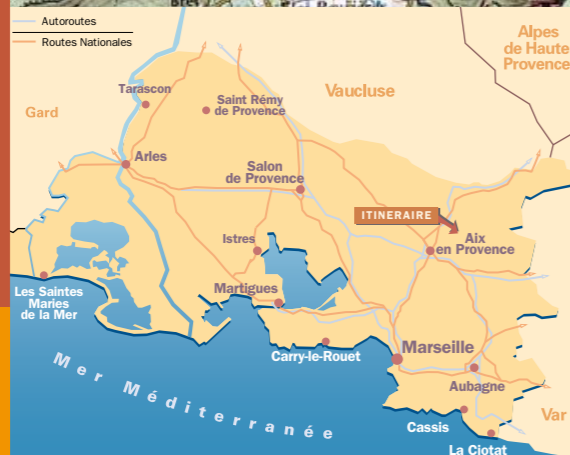 Autoroutes
Routes Nationales
Alpes
de Haute
Provence
Tarascon
Saint Rémy
de Provence
Vaucluse
Gard
Arles
Salon
de Provence
ITINERAIRE
Istres
Aix
en Provence
Les Saintes
Maries
de la Mer
Martigues
Carry-le-Rouet
Marseille
Aubagne
Mer Méditerranée
Cassis
Var
La Ciotat